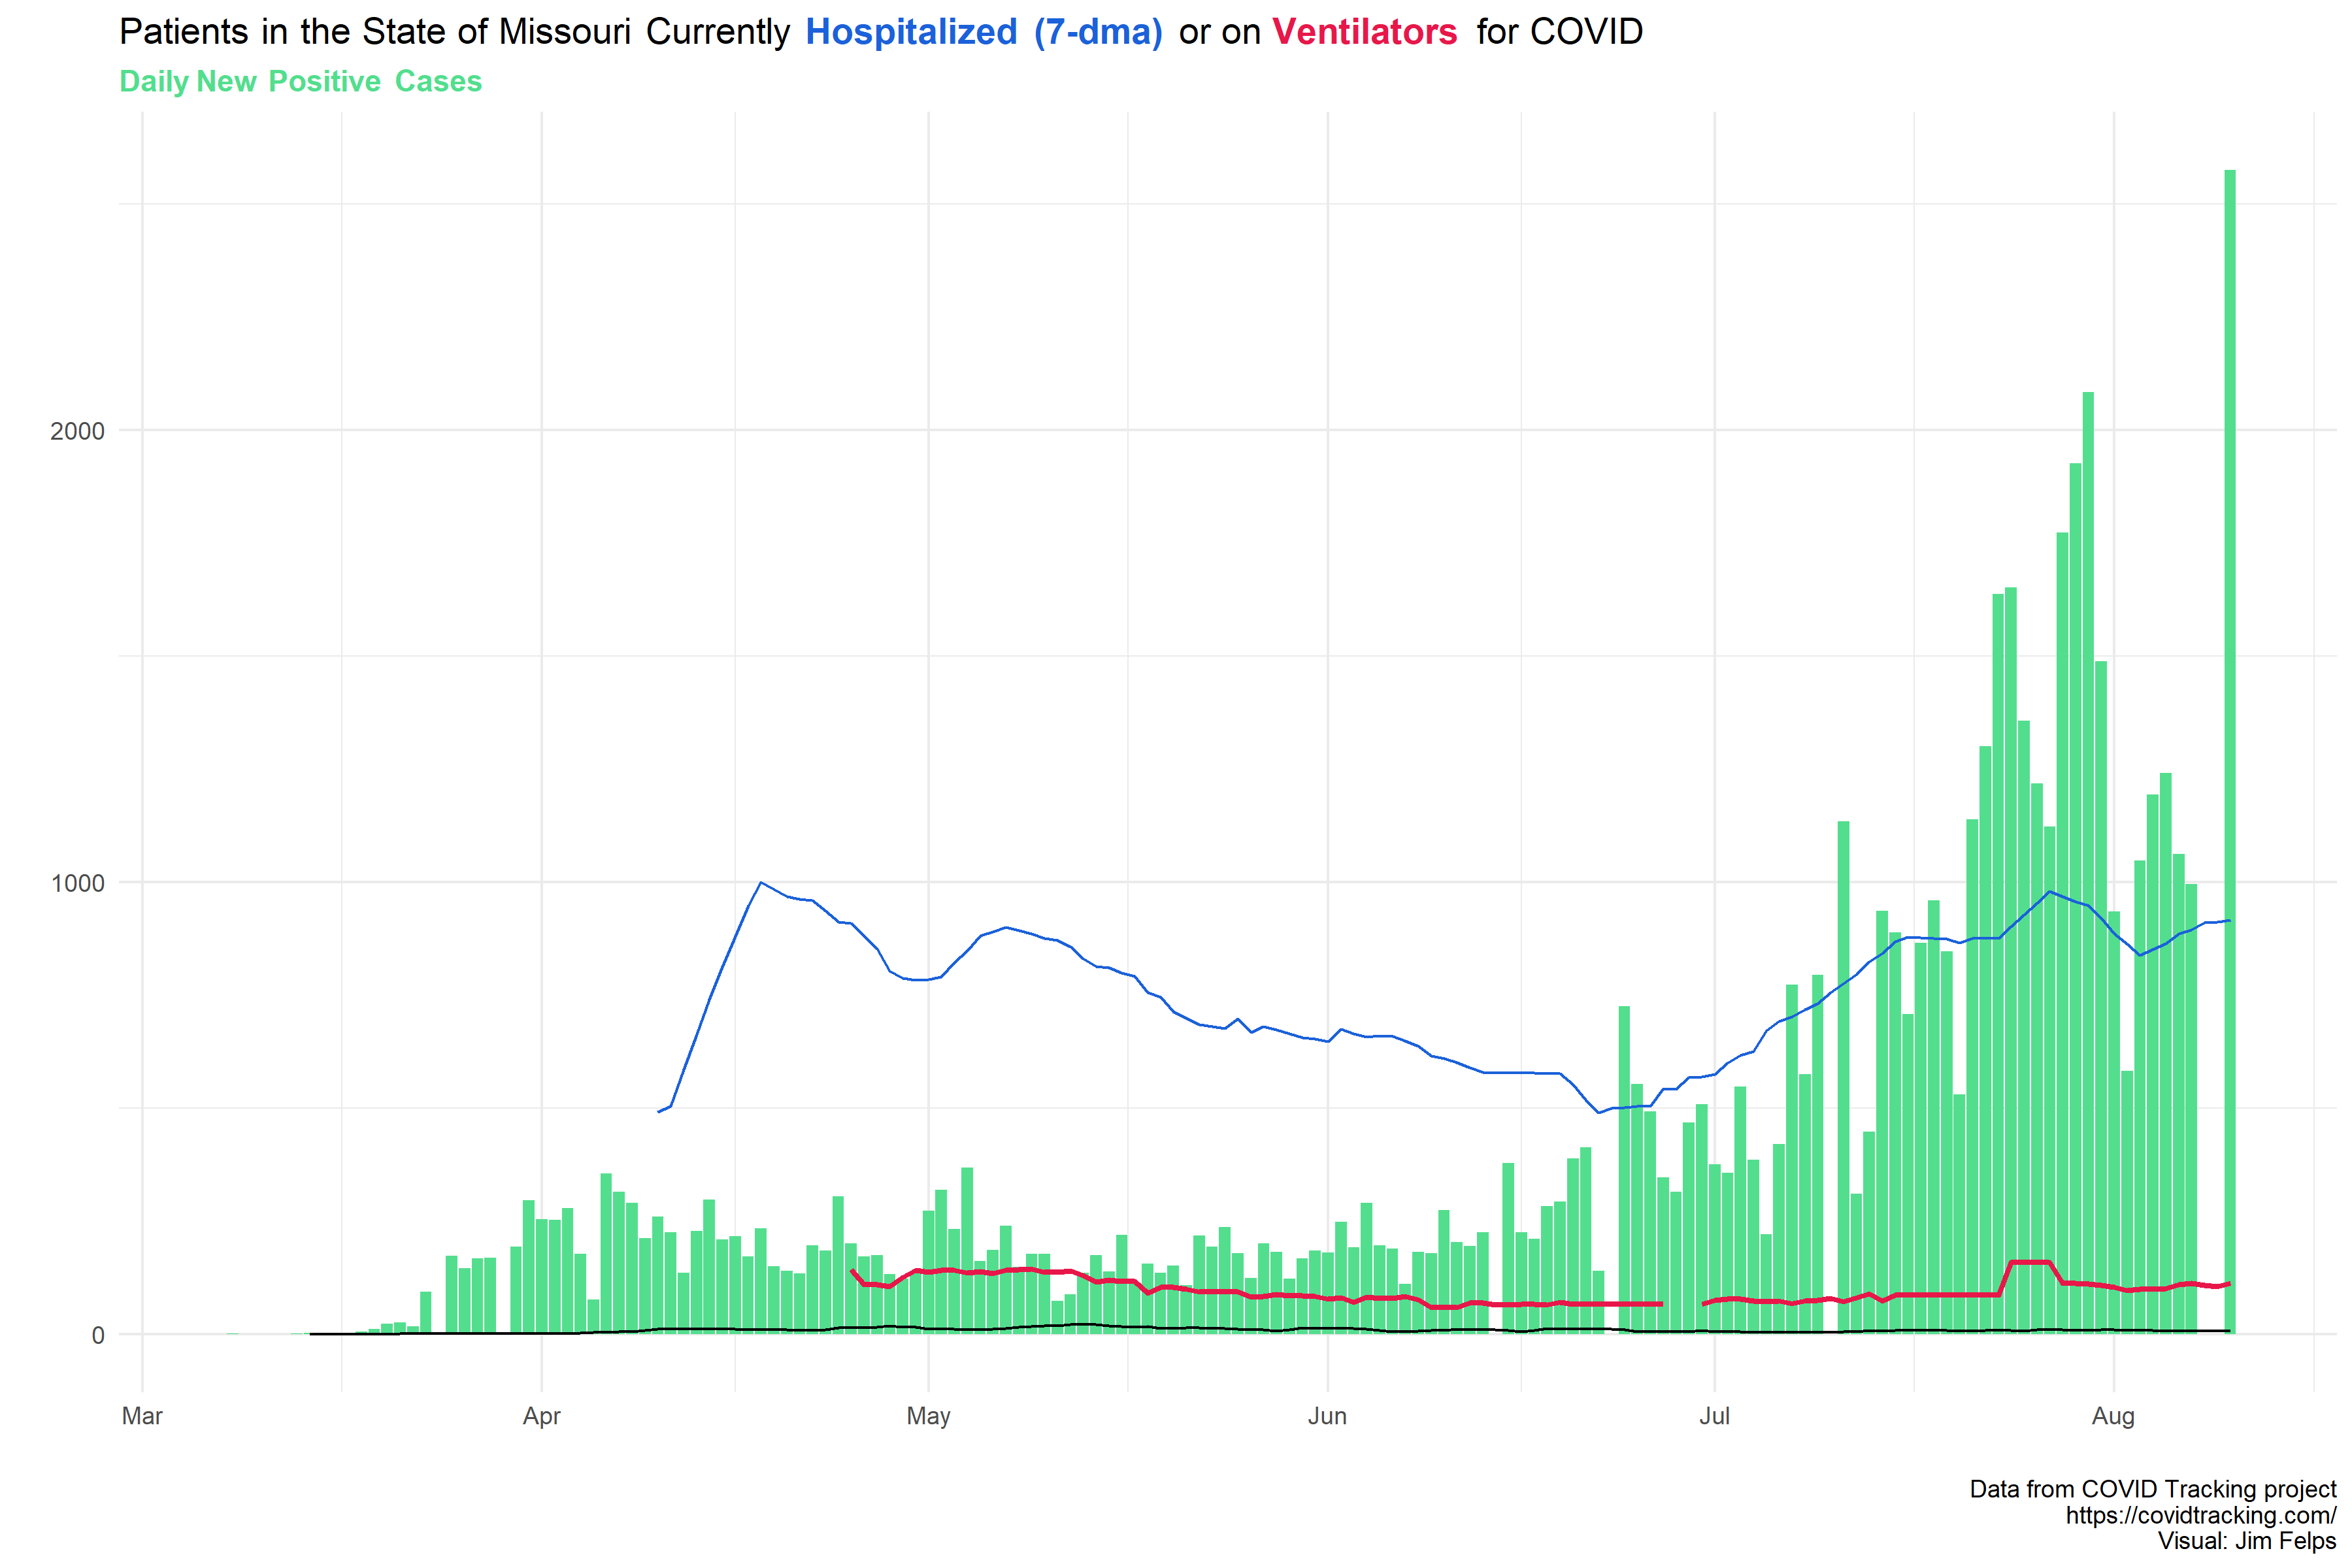 Patients in the State of Missouri Currently Hospitalized (7-dma) or on Ventilators for COVID
Daily New Positive Cases
2000
1000
0
Mar Apr May Jun Jul Aug
Data from COVID Tracking project
https://covidtracking.com/
Visual: Jim Felps